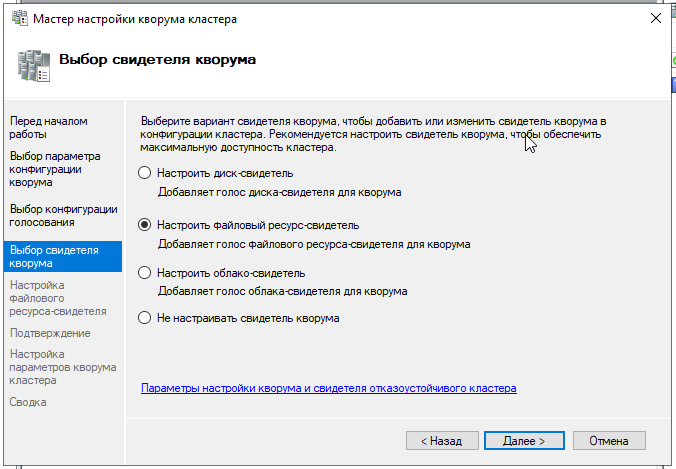 Мастер настройки кворума кластера
Выбор свидетеля кворума
Перед началом
работы
Выбор параметра
конфигурации
кворума
Выбор конфигурации
голосования
Выбор свидетеля
кворума
Настройка
файлового
ресурса-свидетеля
Подтверждение
Настройка
параметров кворума
кластера
Сводка
Выберите вариант свидетеля кворума, чтобы добавить или изменить свидетель кворума в
конфигурации кластера. Рекомендуется настроить свидетель кворума, чтобы обеспечить
максимальную доступность кластера.
Настроить диск-свидетель
Добавляет голос диска-свидетеля для кворума
Настроить файловый ресурс-свидетель
Добавляет голос файлового ресурса-свидетеля для кворума
Настроить облако-свидетель
Добавляет голос облака-свидетеля для кворума
Не настраивать свидетель кворума
Параметры настройки кворума и свидетеля отказоустойчивого кластера
< Назад
Далее >
Отмена